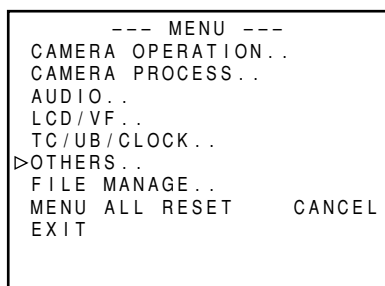 --- MENU ---
CAMERA OPERATION..
CAMERA PROCESS..
AUDIO..
LCD/VF..
TC/UB/CLOCK..
▷OTHERS..
FILE MANAGE..
MENU ALL RESET CANCEL
EXIT